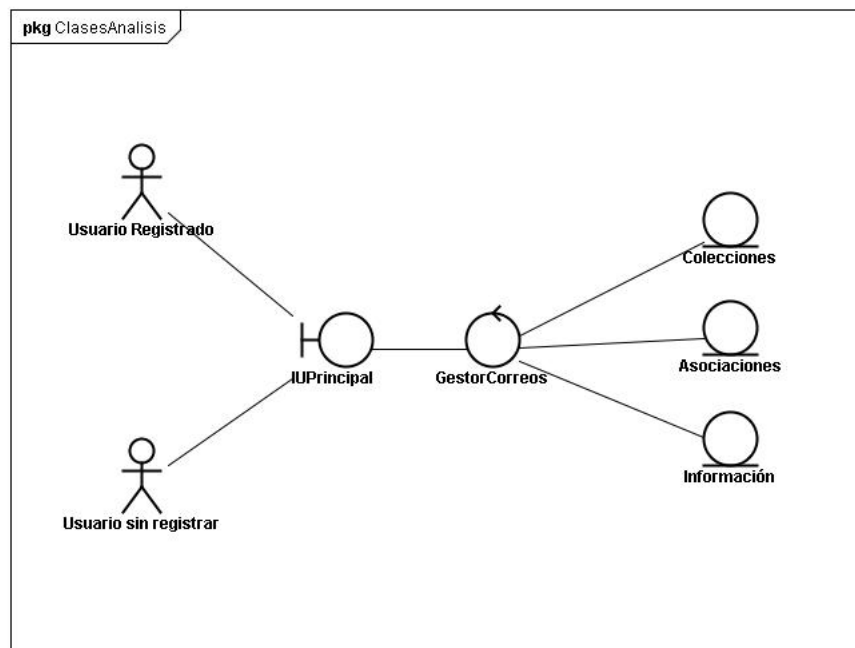 pkg ClasesAnalisis
Usuario Registrado
Colecciones
IUPrincipal
GestorCorreos
Asociaciones
Información
Usuario sin registrar